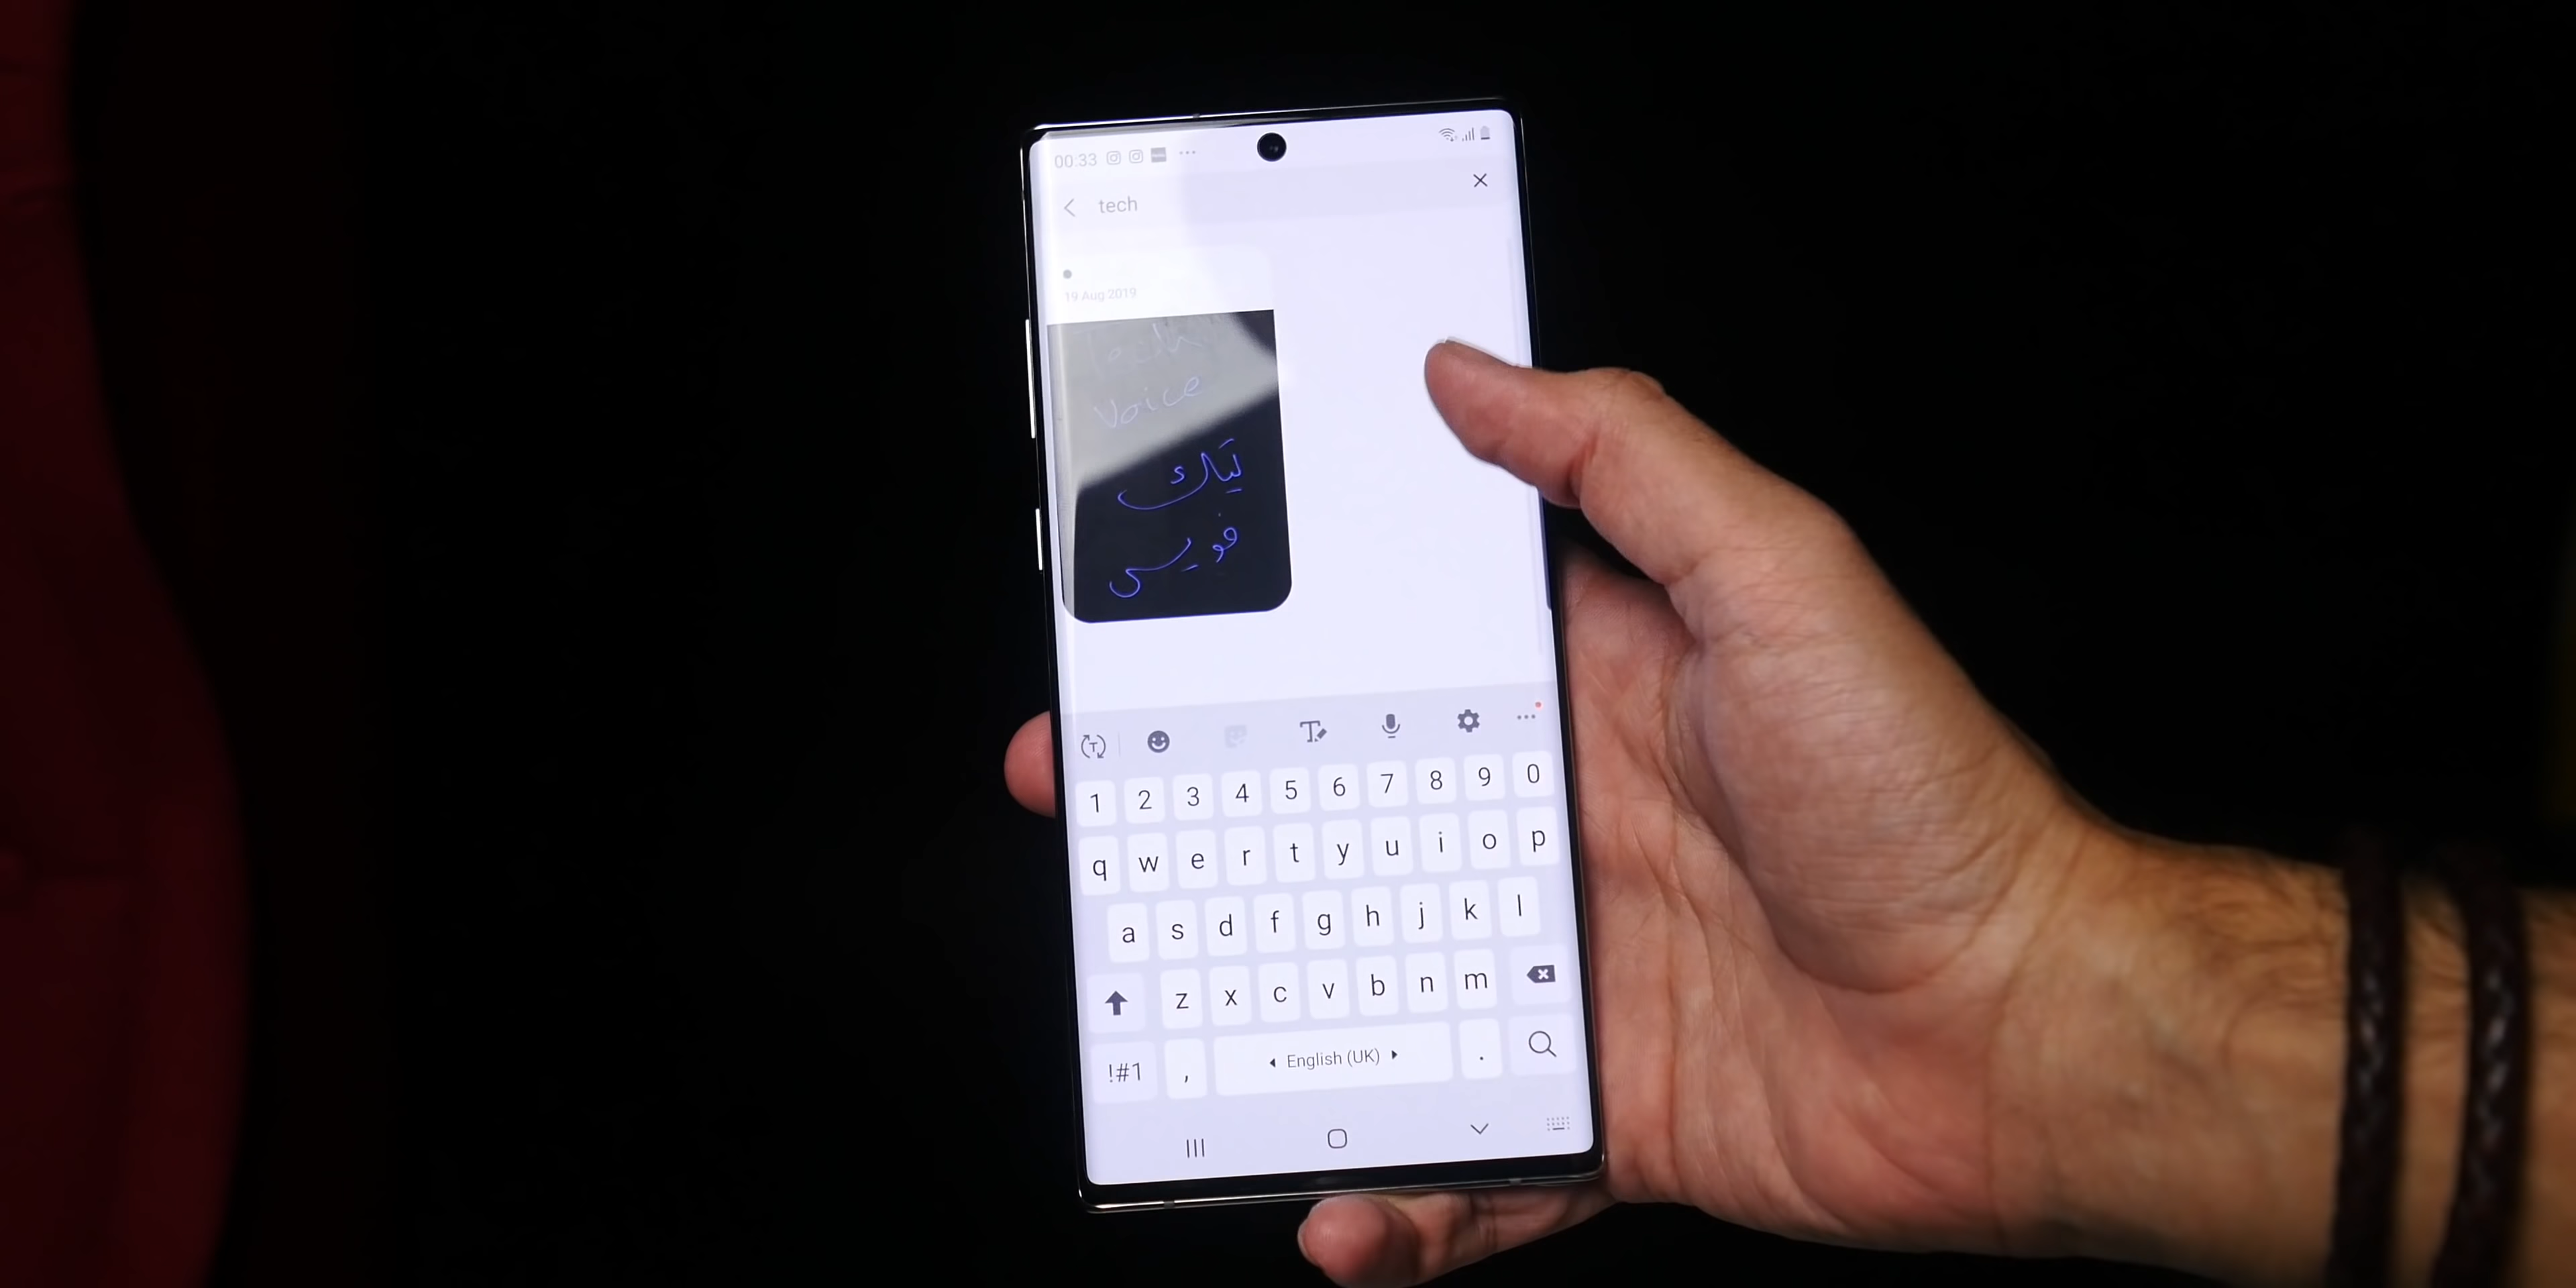 00:33
tech
19 Aug 2019
Tech
Voice
تيك
فويس
1 2 3 4 5 6 7 8 9 0
q w e r t y u i o p
a s d f g h j k l
z x c v b n m
!#1 , English (UK) .